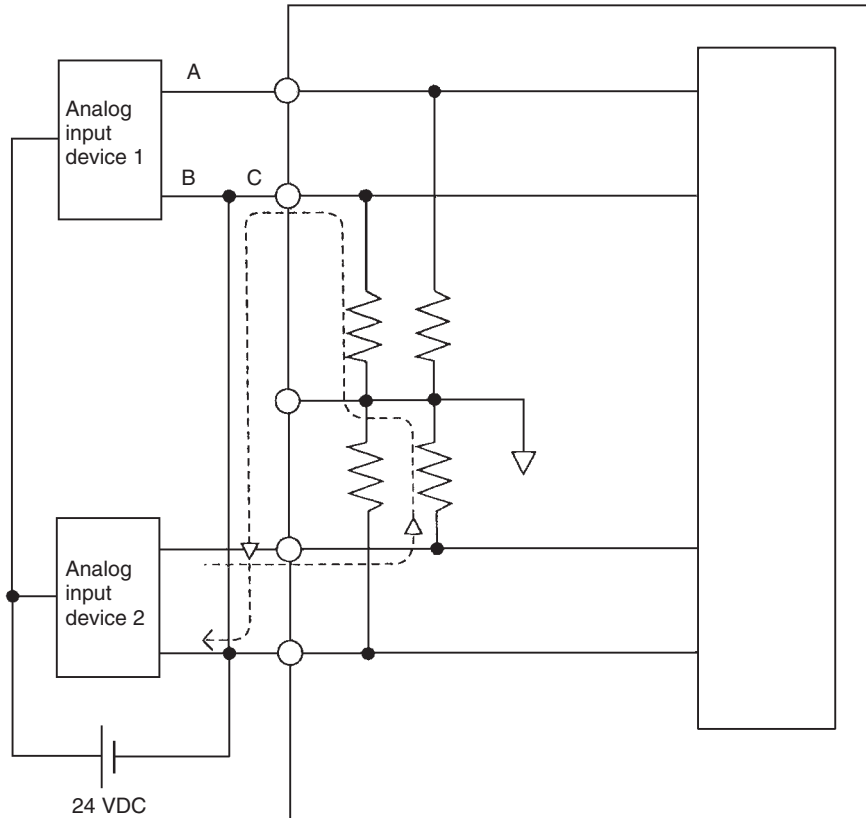 A
Analog
input
device 1
B
C
Analog
input
device 2
24 VDC